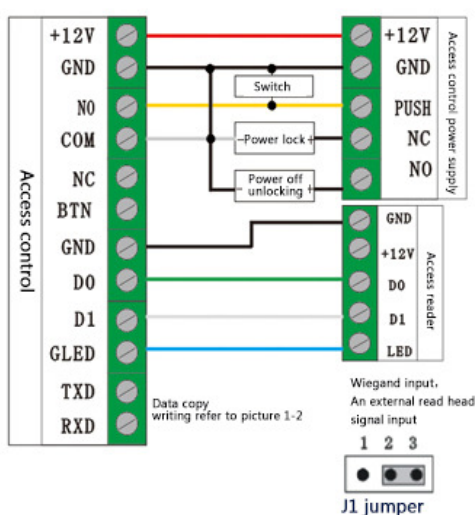 Access control
+12V
GND
NO
COM
NC
BTN
GND
D0
D1
GLED
TXD
RXD
Switch
-Power lock+
Power off
unlocking +
+12V
GND
PUSH
NC
NO
Access control power supply
GND
+12V
D0
D1
LED
Access reader
Data copy
writing refer to picture 1-2
Wiegand input,
An external read head
signal input
1 2 3
J1 jumper